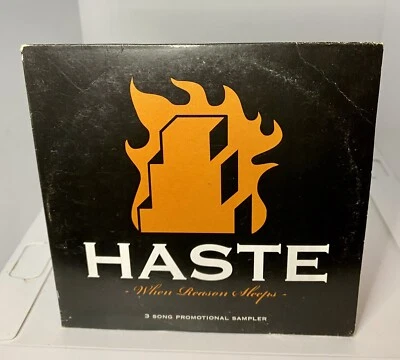 HASTE
- When Reason Sleeps -
3 SONG PROMOTIONAL SAMPLER